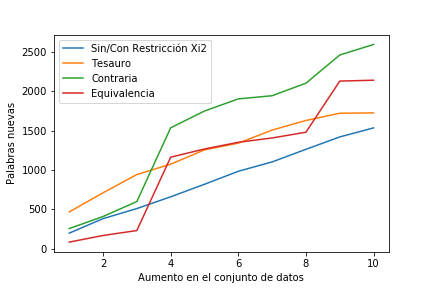 Sin/Con Restricción Xi2
Tesauro
Contraria
Equivalencia
Palabras nuevas
2500
2000
1500
1000
500
0
2 4 6 8 10
Aumento en el conjunto de datos